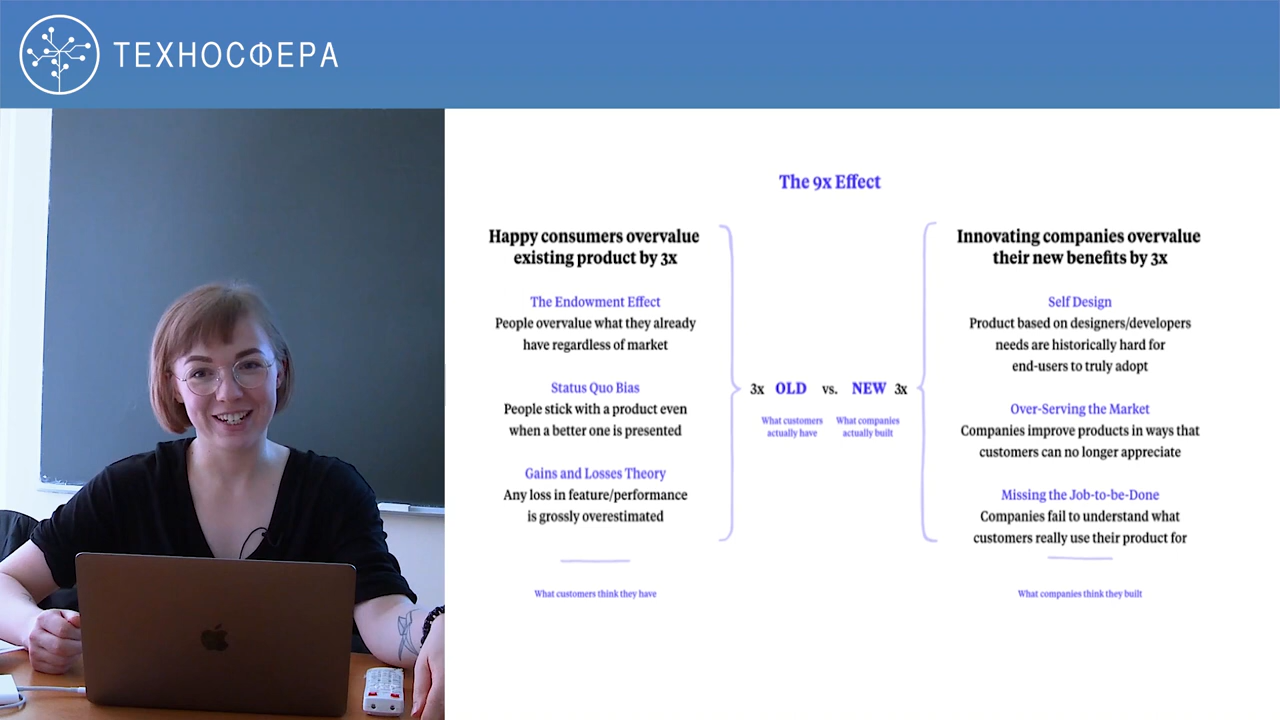 ТЕХНОСФЕРА
The 9x Effect
Happy consumers overvalue
existing product by 3x
The Endowment Effect
People overvalue what they already
have regardless of market
Status Quo Bias
People stick with a product even
when a better one is presented
Gains and Losses Theory
Any loss in feature/performance
is grossly overestimated
What customers think they have
3x OLD vs. NEW 3x
What customers
actually have
What companies
actually built
Innovating companies overvalue
their new benefits by 3x
Self Design
Product based on designers/developers
needs are historically hard for
end-users to truly adopt
Over-Serving the Market
Companies improve products in ways that
customers can no longer appreciate
Missing the Job-to-be-Done
Companies fail to understand what
customers really use their product for
What companies think they built